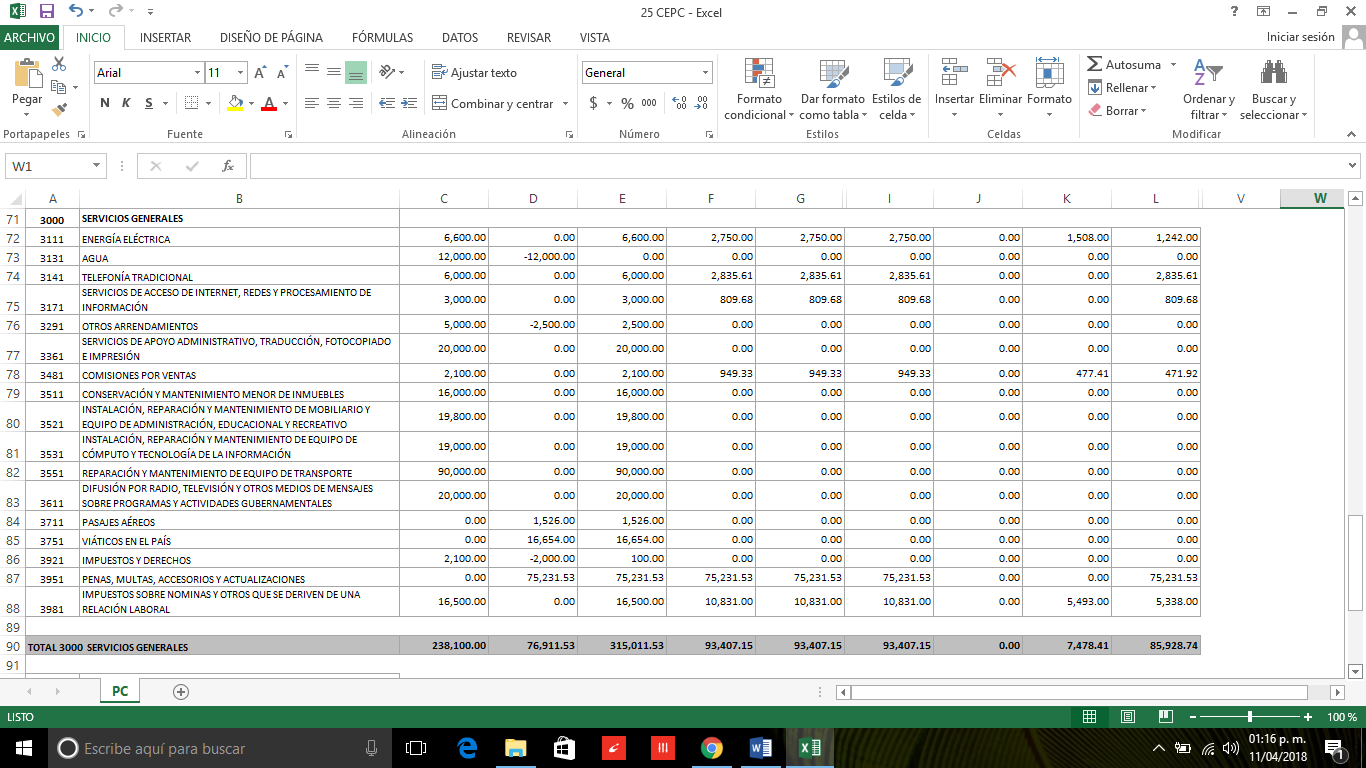 25 CEPC - Excel
?
ARCHIVO INICIO INSERTAR DISEÑO DE PÁGINA FÓRMULAS DATOS REVISAR VISTA Iniciar sesión
Pegar
Arial 11
N K S
Ajustar texto
Combinar y centrar
General
$ % 000
Formato condicional
Dar formato como tabla
Estilos de celda
Insertar Eliminar Formato
Autosuma
Rellenar
Borrar
Ordenar y filtrar
Buscar y seleccionar
Portapapeles Fuente Alineación Número Estilos Celdas Modificar
W1 fx
A B C D E F G I J K L V W
71 3000 SERVICIOS GENERALES
72 3111 ENERGÍA ELÉCTRICA 6,600.00 0.00 6,600.00 2,750.00 2,750.00 2,750.00 0.00 1,508.00 1,242.00
73 3131 AGUA 12,000.00 -12,000.00 0.00 0.00 0.00 0.00 0.00 0.00 0.00
74 3141 TELEFONÍA TRADICIONAL 6,000.00 0.00 6,000.00 2,835.61 2,835.61 2,835.61 0.00 0.00 2,835.61
SERVICIOS DE ACCESO DE INTERNET, REDES Y PROCESAMIENTO DE
75 3171 INFORMACIÓN 3,000.00 0.00 3,000.00 809.68 809.68 809.68 0.00 0.00 809.68
76 3291 OTROS ARRENDAMIENTOS 5,000.00 -2,500.00 2,500.00 0.00 0.00 0.00 0.00 0.00 0.00
SERVICIOS DE APOYO ADMINISTRATIVO, TRADUCCIÓN, FOTOCOPIADO
77 3361 E IMPRESIÓN 20,000.00 0.00 20,000.00 0.00 0.00 0.00 0.00 0.00 0.00
78 3481 COMISIONES POR VENTAS 2,100.00 0.00 2,100.00 949.33 949.33 949.33 0.00 477.41 471.92
79 3511 CONSERVACIÓN Y MANTENIMIENTO MENOR DE INMUEBLES 16,000.00 0.00 16,000.00 0.00 0.00 0.00 0.00 0.00 0.00
INSTALACIÓN, REPARACIÓN Y MANTENIMIENTO DE MOBILIARIO Y
80 3521 EQUIPO DE ADMINISTRACIÓN, EDUCACIONAL Y RECREATIVO 19,800.00 0.00 19,800.00 0.00 0.00 0.00 0.00 0.00 0.00
INSTALACIÓN, REPARACIÓN Y MANTENIMIENTO DE EQUIPO DE
81 3531 CÓMPUTO Y TECNOLOGÍA DE LA INFORMACIÓN 19,000.00 0.00 19,000.00 0.00 0.00 0.00 0.00 0.00 0.00
82 3551 REPARACIÓN Y MANTENIMIENTO DE EQUIPO DE TRANSPORTE 90,000.00 0.00 90,000.00 0.00 0.00 0.00 0.00 0.00 0.00
DIFUSIÓN POR RADIO, TELEVISIÓN Y OTROS MEDIOS DE MENSAJES
83 3611 SOBRE PROGRAMAS Y ACTIVIDADES GUBERNAMENTALES 20,000.00 0.00 20,000.00 0.00 0.00 0.00 0.00 0.00 0.00
84 3711 PASAJES AÉREOS 0.00 1,526.00 1,526.00 0.00 0.00 0.00 0.00 0.00 0.00
85 3751 VIÁTICOS EN EL PAÍS 0.00 16,654.00 16,654.00 0.00 0.00 0.00 0.00 0.00 0.00
86 3921 IMPUESTOS Y DERECHOS 2,100.00 -2,000.00 100.00 0.00 0.00 0.00 0.00 0.00 0.00
87 3951 PENAS, MULTAS, ACCESORIOS Y ACTUALIZACIONES 0.00 75,231.53 75,231.53 75,231.53 75,231.53 75,231.53 0.00 0.00 75,231.53
IMPUESTOS SOBRE NOMINAS Y OTROS QUE SE DERIVEN DE UNA
88 3981 RELACIÓN LABORAL 16,500.00 0.00 16,500.00 10,831.00 10,831.00 10,831.00 0.00 5,493.00 5,338.00
89
90 TOTAL 3000 SERVICIOS GENERALES 238,100.00 76,911.53 315,011.53 93,407.15 93,407.15 93,407.15 0.00 7,478.41 85,928.74
91
PC
LISTO 100 %
Escribe aquí para buscar
01:16 p. m.
11/04/2018
1